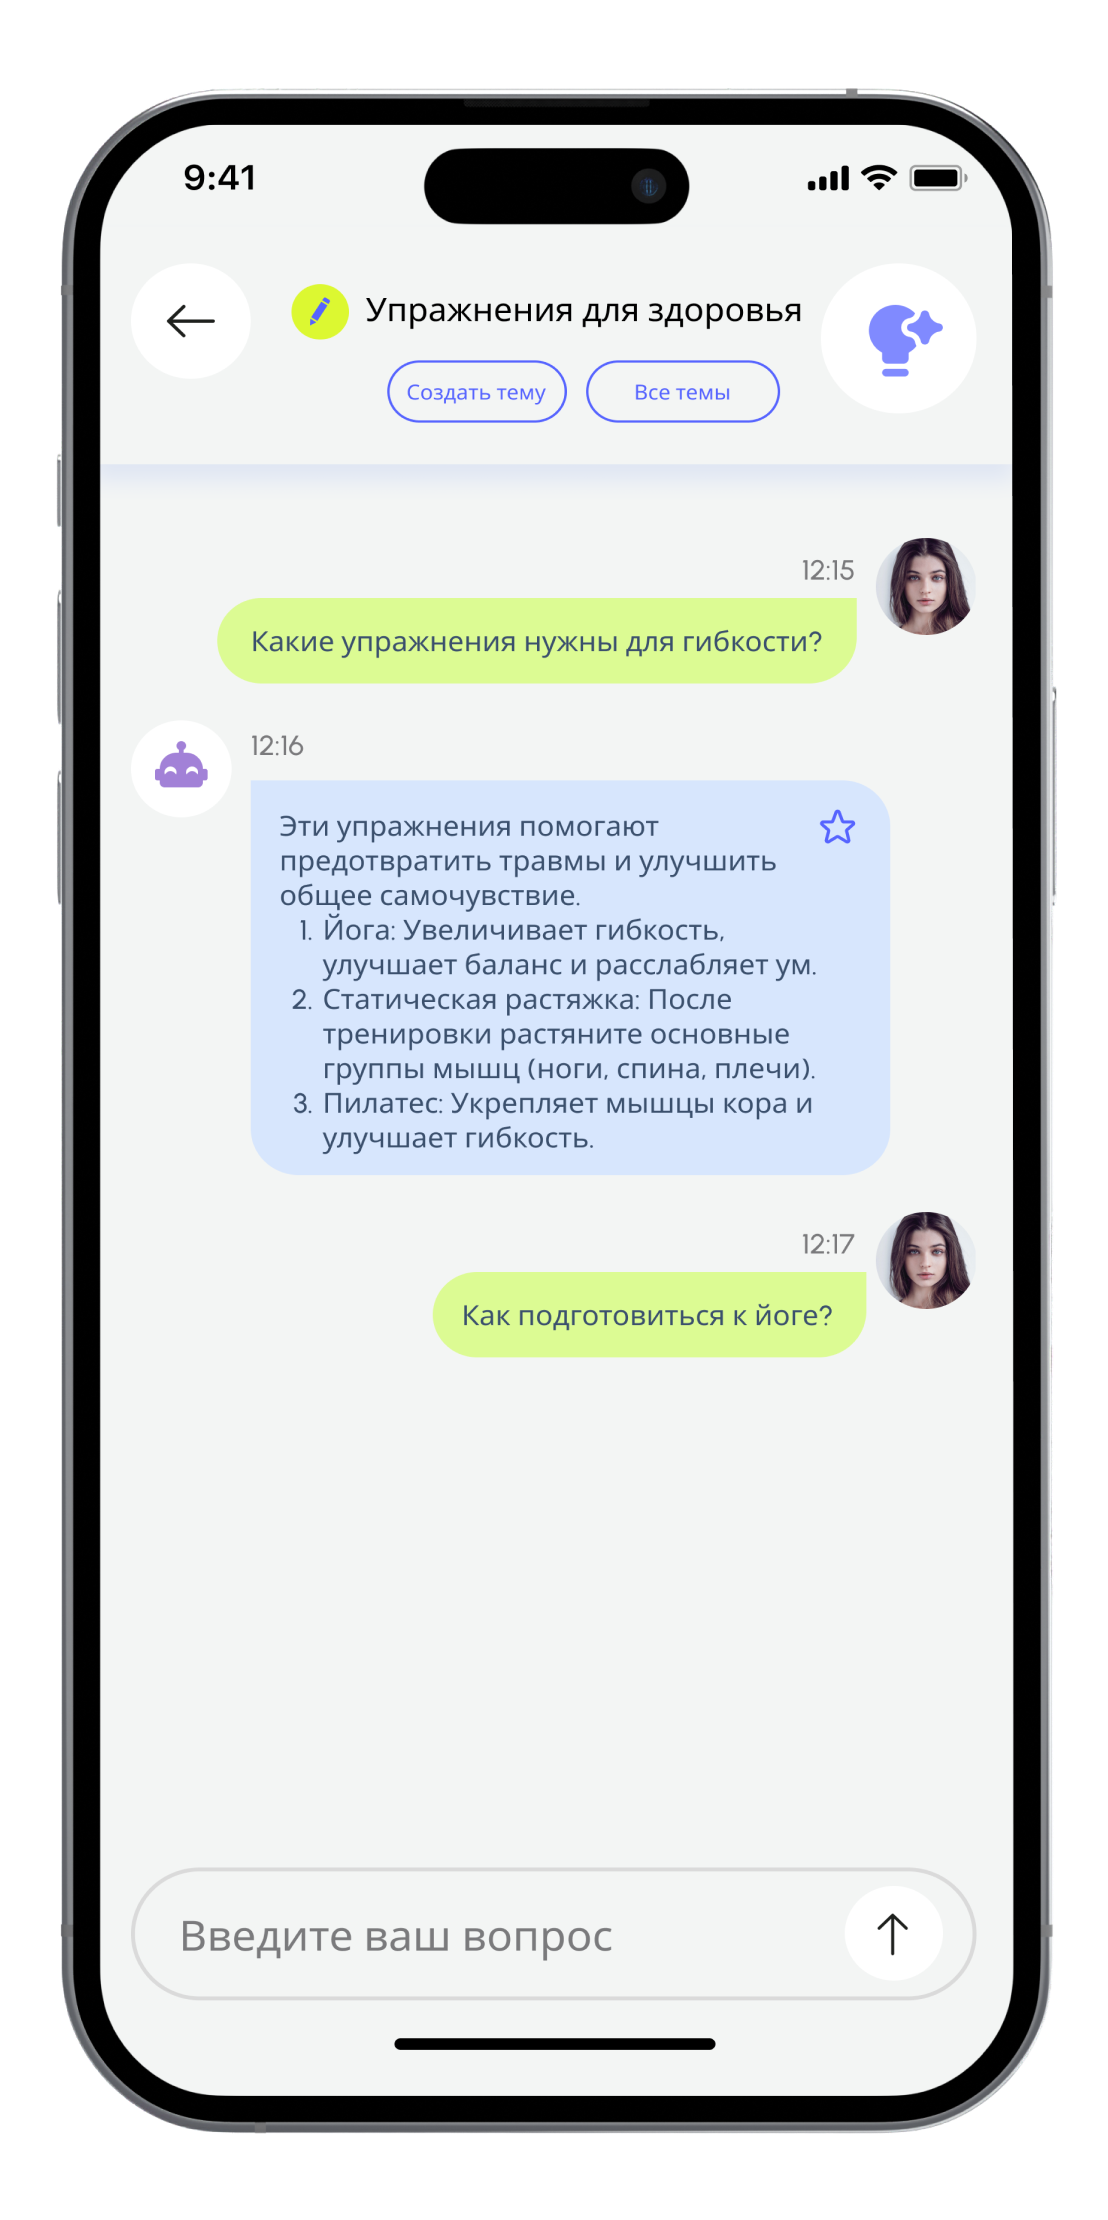 9:41
Упражнения для здоровья
Создать тему
Все темы
12:15
Какие упражнения нужны для гибкости?
12:16
Эти упражнения помогают
предотвратить травмы и улучшить
общее самочувствие.
1. Йога: Увеличивает гибкость,
улучшает баланс и расслабляет ум.
2. Статическая растяжка: После
тренировки растяните основные
группы мышц (ноги, спина, плечи).
3. Пилатес: Укрепляет мышцы кора и
улучшает гибкость.
12:17
Как подготовиться к йоге?
Введите ваш вопрос